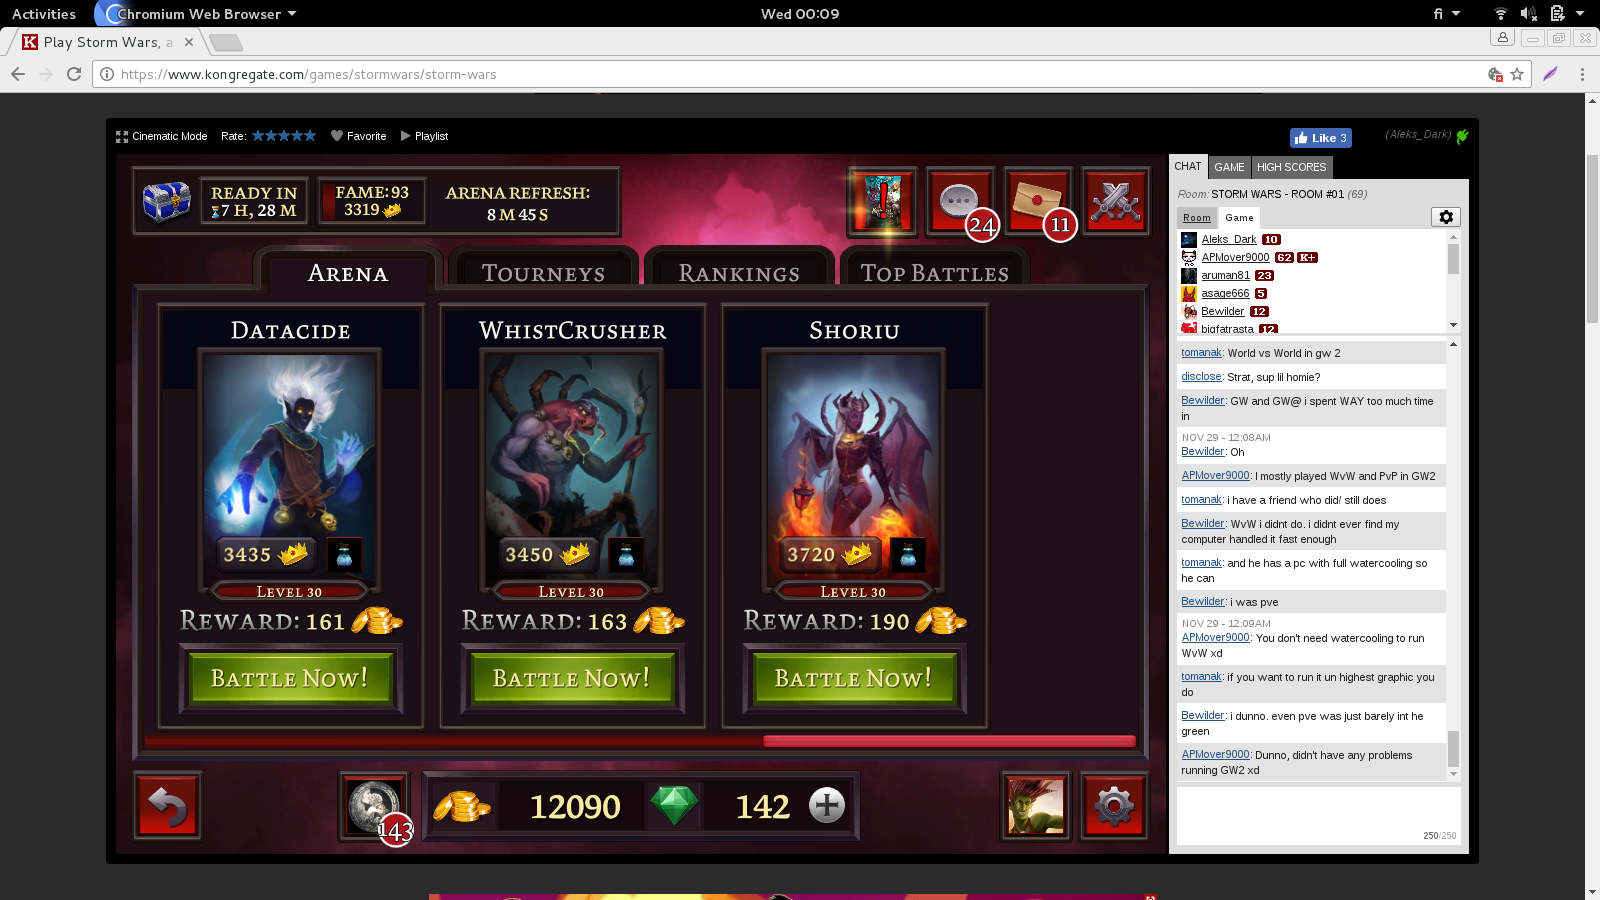 Activities
Chromium Web Browser
Wed 00:09
fi
Play Storm Wars, a
https://www.kongregate.com/games/stormwars/storm-wars
Cinematic Mode
Rate:
Favorite
Playlist
Like 3
(Aleks_Dark)
READY IN
7 H, 28 M
FAME: 93
3319
ARENA REFRESH:
8 M 45 S
24
11
ARENA
TOURNEYS
RANKINGS
TOP BATTLES
DATACIDE
3435
LEVEL 30
REWARD: 161
BATTLE NOW!
WHISTCRUSHER
3450
LEVEL 30
REWARD: 163
BATTLE NOW!
SHORIU
3720
LEVEL 30
REWARD: 190
BATTLE NOW!
143
12090
142
CHAT
GAME
HIGH SCORES
Room: STORM WARS - ROOM #01 (69)
Room
Game
Aleks_Dark 10
APMover9000 62 K+
aruman81 23
asage666 5
Bewilder 12
bigfatrasta 12
tomanak: World vs World in gw 2
disclose: Strat, sup lil homie?
Bewilder: GW and GW@ i spent WAY too much time
in
NOV 29 - 12:08AM
Bewilder: Oh
APMover9000: I mostly played WvW and PvP in GW2
tomanak: i have a friend who did/ still does
Bewilder: WvW i didnt do. i didnt ever find my
computer handled it fast enough
tomanak: and he has a pc with full watercooling so
he can
Bewilder: i was pve
NOV 29 - 12:09AM
APMover9000: You don't need watercooling to run
WvW xd
tomanak: if you want to run it un highest graphic you
do
Bewilder: i dunno. even pve was just barely int he
green
APMover9000: Dunno, didn't have any problems
running GW2 xd
250/250